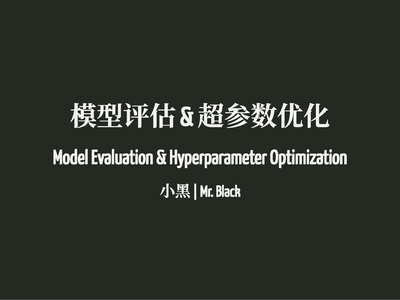 模型评估 & 超参数优化
Model Evaluation & Hyperparameter Optimization
小黑 | Mr. Black